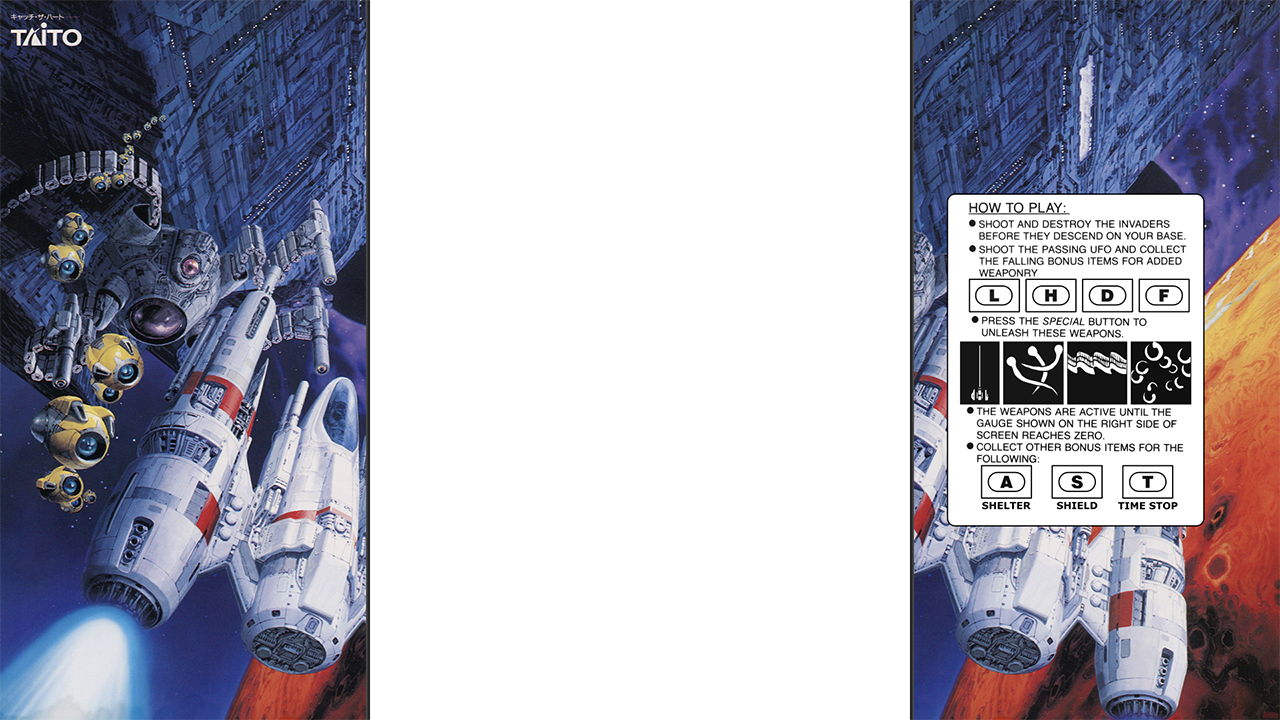 キャッチ・ザ・ハート
TAITO
HOW TO PLAY:
● SHOOT AND DESTROY THE INVADERS
BEFORE THEY DESCEND ON YOUR BASE.
● SHOOT THE PASSING UFO AND COLLECT
THE FALLING BONUS ITEMS FOR ADDED
WEAPONRY
L H D F
● PRESS THE SPECIAL BUTTON TO
UNLEASH THESE WEAPONS.
● THE WEAPONS ARE ACTIVE UNTIL THE
GAUGE SHOWN ON THE RIGHT SIDE OF
SCREEN REACHES ZERO.
● COLLECT OTHER BONUS ITEMS FOR THE
FOLLOWING:
A S T
SHELTER SHIELD TIME STOP